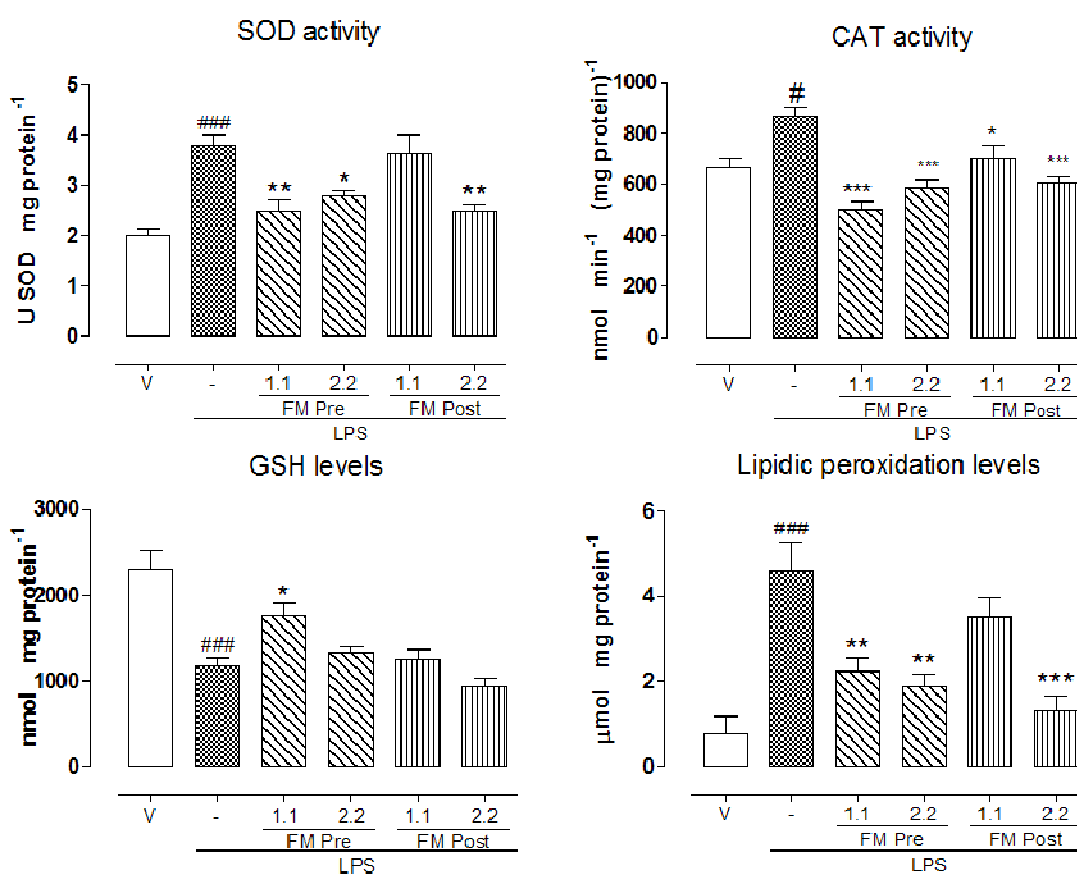 SOD activity
U SOD mg protein⁻¹
5
4
3
2
1
0
###
**
*
**
V - 1.1 2.2 1.1 2.2
FM Pre FM Post
LPS
CAT activity
nmol min⁻¹ (mg protein)⁻¹
1000
800
600
400
200
0
#
***
***
*
***
V - 1.1 2.2 1.1 2.2
FM Pre FM Post
LPS
GSH levels
nmol mg protein⁻¹
3000
2000
1000
0
###
*
V - 1.1 2.2 1.1 2.2
FM Pre FM Post
LPS
Lipidic peroxidation levels
µmol mg protein⁻¹
6
4
2
0
###
**
**
***
V - 1.1 2.2 1.1 2.2
FM Pre FM Post
LPS